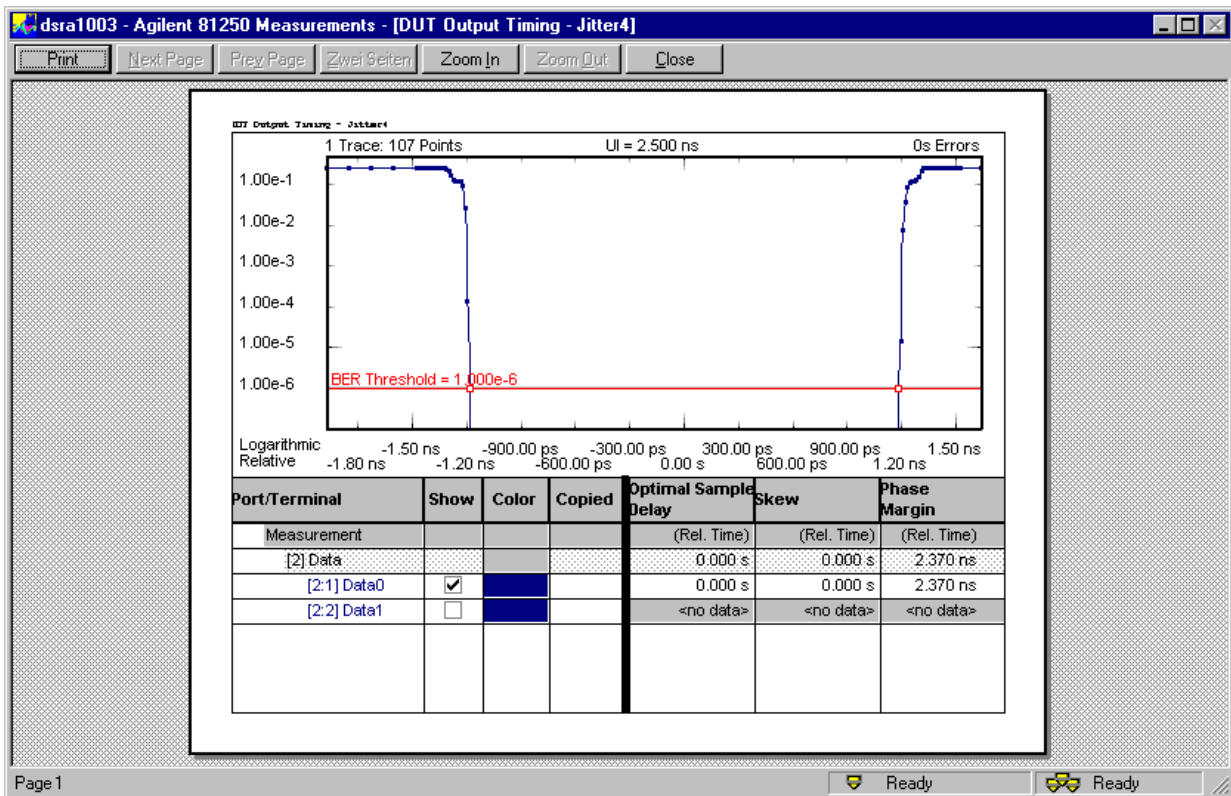 dsra1003 - Agilent 81250 Measurements - [DUT Output Timing - Jitter4]
Print Next Page Prev Page Zwei Seiten Zoom In Zoom Out Close
DUT Output Timing - Jitter4
1 Trace: 107 Points UI = 2.500 ns 0s Errors
1.00e-1
1.00e-2
1.00e-3
1.00e-4
1.00e-5
1.00e-6
BER Threshold = 1.000e-6
Logarithmic -1.50 ns -900.00 ps -300.00 ps 300.00 ps 900.00 ps 1.50 ns
Relative -1.80 ns -1.20 ns -600.00 ps 0.00 s 600.00 ps 1.20 ns
Port/Terminal Show Color Copied Optimal Sample Delay Skew Phase Margin
Measurement (Rel. Time) (Rel. Time) (Rel. Time)
[2] Data 0.000 s 0.000 s 2.370 ns
[2:1] Data0 0.000 s 0.000 s 2.370 ns
[2:2] Data1 <no data> <no data> <no data>
Page 1 Ready Ready